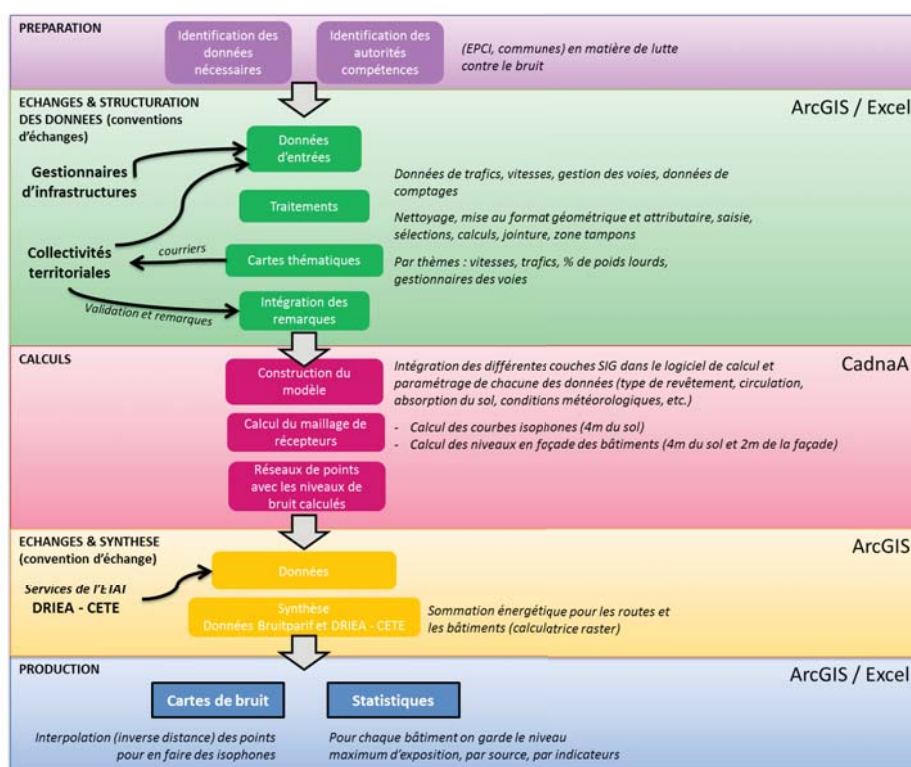 PREPARATION
Identification des
données
nécessaires
Identification des
autorités
compétences
(EPCI, communes) en matière de lutte
contre le bruit
ECHANGES & STRUCTURATION
DES DONNEES (conventions
d'échanges)
ArcGIS / Excel
Données
d'entrées
Gestionnaires
d'infrastructures
Données de trafics, vitesses, gestion des voies, données de
comptages
Traitements
Nettoyage, mise au format géométrique et attributaire, saisie,
sélections, calculs, jointure, zone tampons
Collectivités
territoriales
courriers
Cartes thématiques
Par thèmes : vitesses, trafics, % de poids lourds,
gestionnaires des voies
Validation et remarques
Intégration des
remarques
CALCULS
CadnaA
Construction du
modèle
Intégration des différentes couches SIG dans le logiciel de calcul et
paramétrage de chacune des données (type de revêtement, circulation,
absorption du sol, conditions météorologiques, etc.)
Calcul du maillage de
récepteurs
- Calcul des courbes isophones (4m du sol)
- Calcul des niveaux en façade des bâtiments (4m du sol et 2m de la façade)
Réseaux de points
avec les niveaux de
bruit calculés
ECHANGES & SYNTHESE
(convention d'échange)
ArcGIS
Services de l'ETAT
DRIEA - CETE
Données
Synthèse
Données Bruitparif et DRIEA - CETE
Sommation énergétique pour les routes et
les bâtiments (calculatrice raster)
PRODUCTION
ArcGIS / Excel
Cartes de bruit
Statistiques
Interpolation (inverse distance) des points
pour en faire des isophones
Pour chaque bâtiment on garde le niveau
maximum d'exposition, par source, par indicateurs